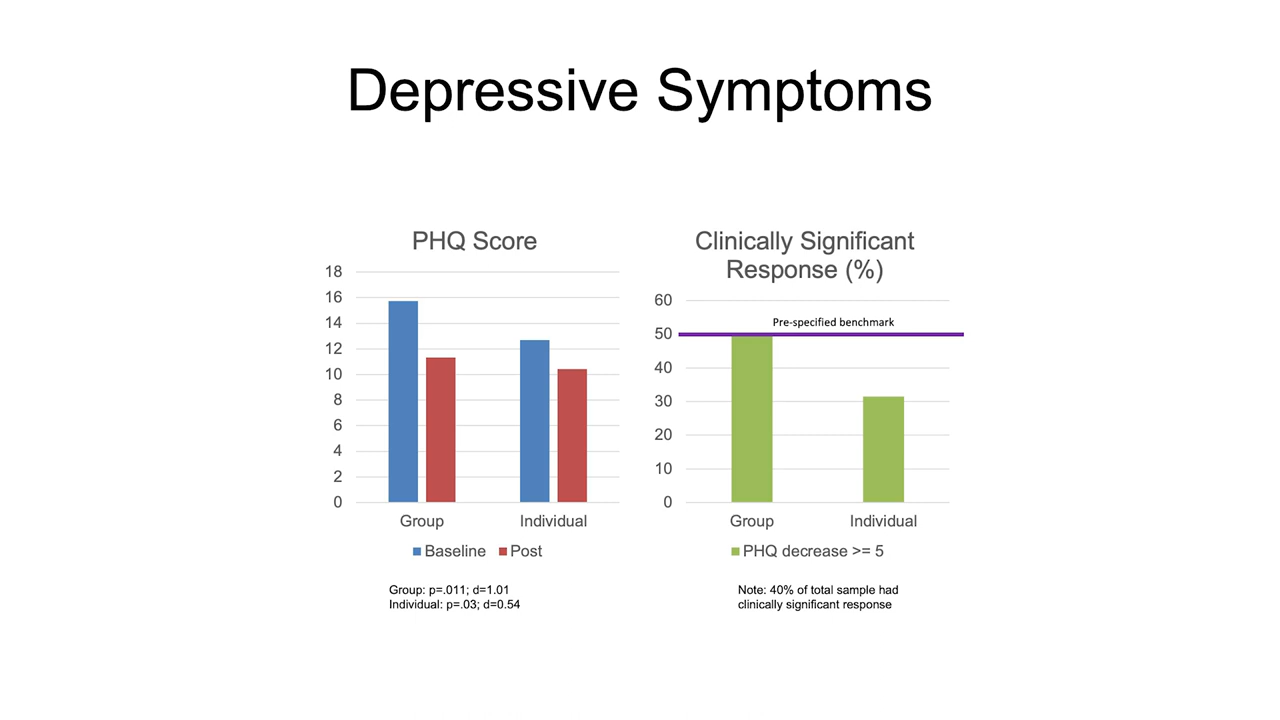 Depressive Symptoms
PHQ Score
18
16
14
12
10
8
6
4
2
0
Group
Individual
Baseline
Post
Group: p=.011; d=1.01
Individual: p=.03; d=0.54
Clinically Significant
Response (%)
60
50
40
30
20
10
0
Pre-specified benchmark
Group
Individual
PHQ decrease >= 5
Note: 40% of total sample had
clinically significant response